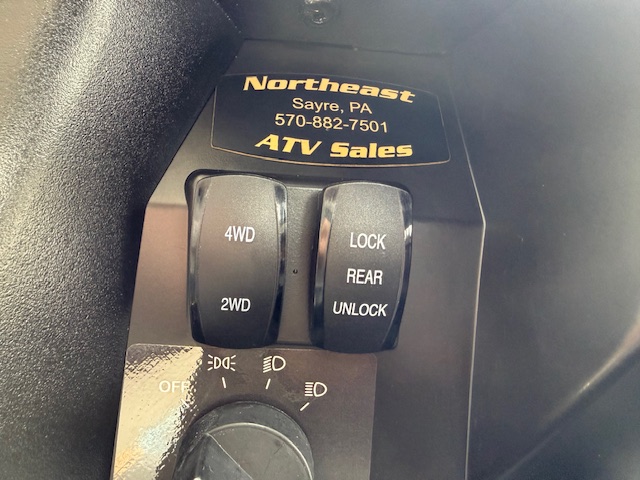 Northeast
Sayre, PA
570-882-7501
ATV Sales
4WD
LOCK
REAR
2WD
UNLOCK
OFF